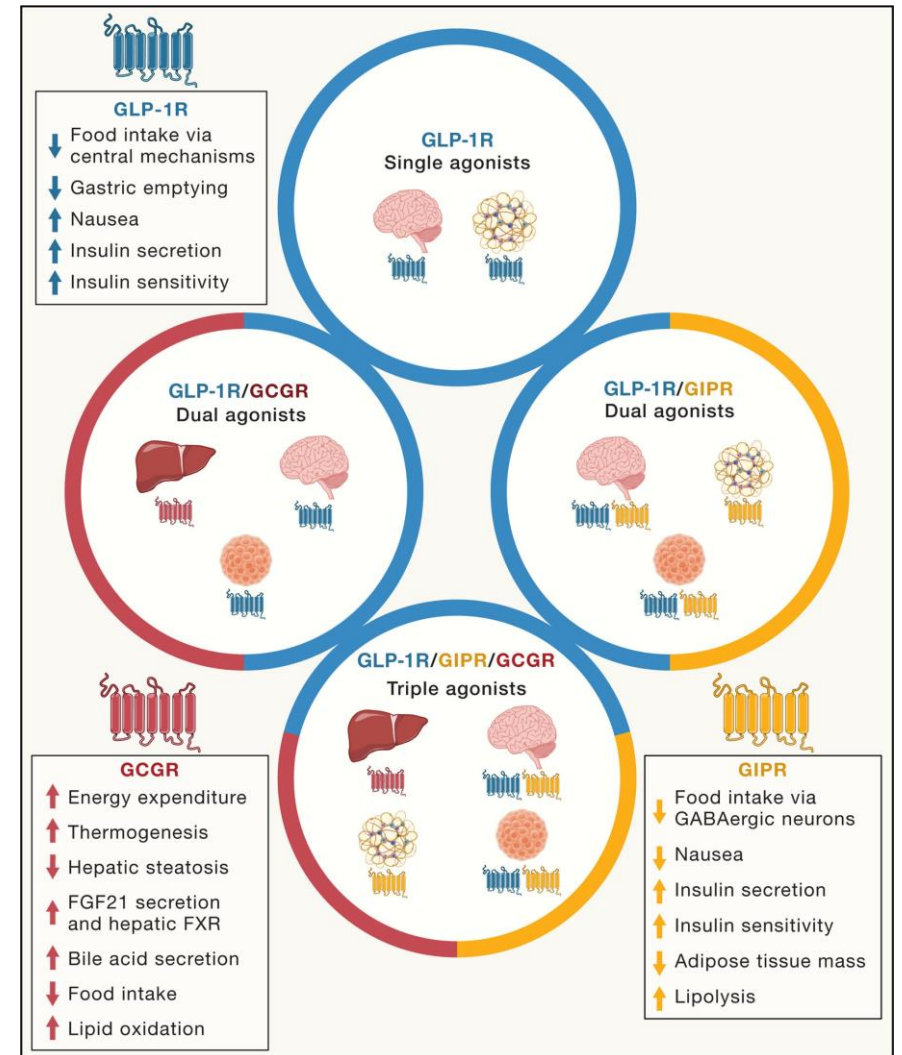 GLP-1R
Food intake via
central mechanisms
Gastric emptying
Nausea
Insulin secretion
Insulin sensitivity
GLP-1R
Single agonists
GLP-1R/GCGR
Dual agonists
GLP-1R/GIPR
Dual agonists
GLP-1R/GIPR/GCGR
Triple agonists
GCGR
Energy expenditure
Thermogenesis
Hepatic steatosis
FGF21 secretion
and hepatic FXR
Bile acid secretion
Food intake
Lipid oxidation
GIPR
Food intake via
GABAergic neurons
Nausea
Insulin secretion
Insulin sensitivity
Adipose tissue mass
Lipolysis